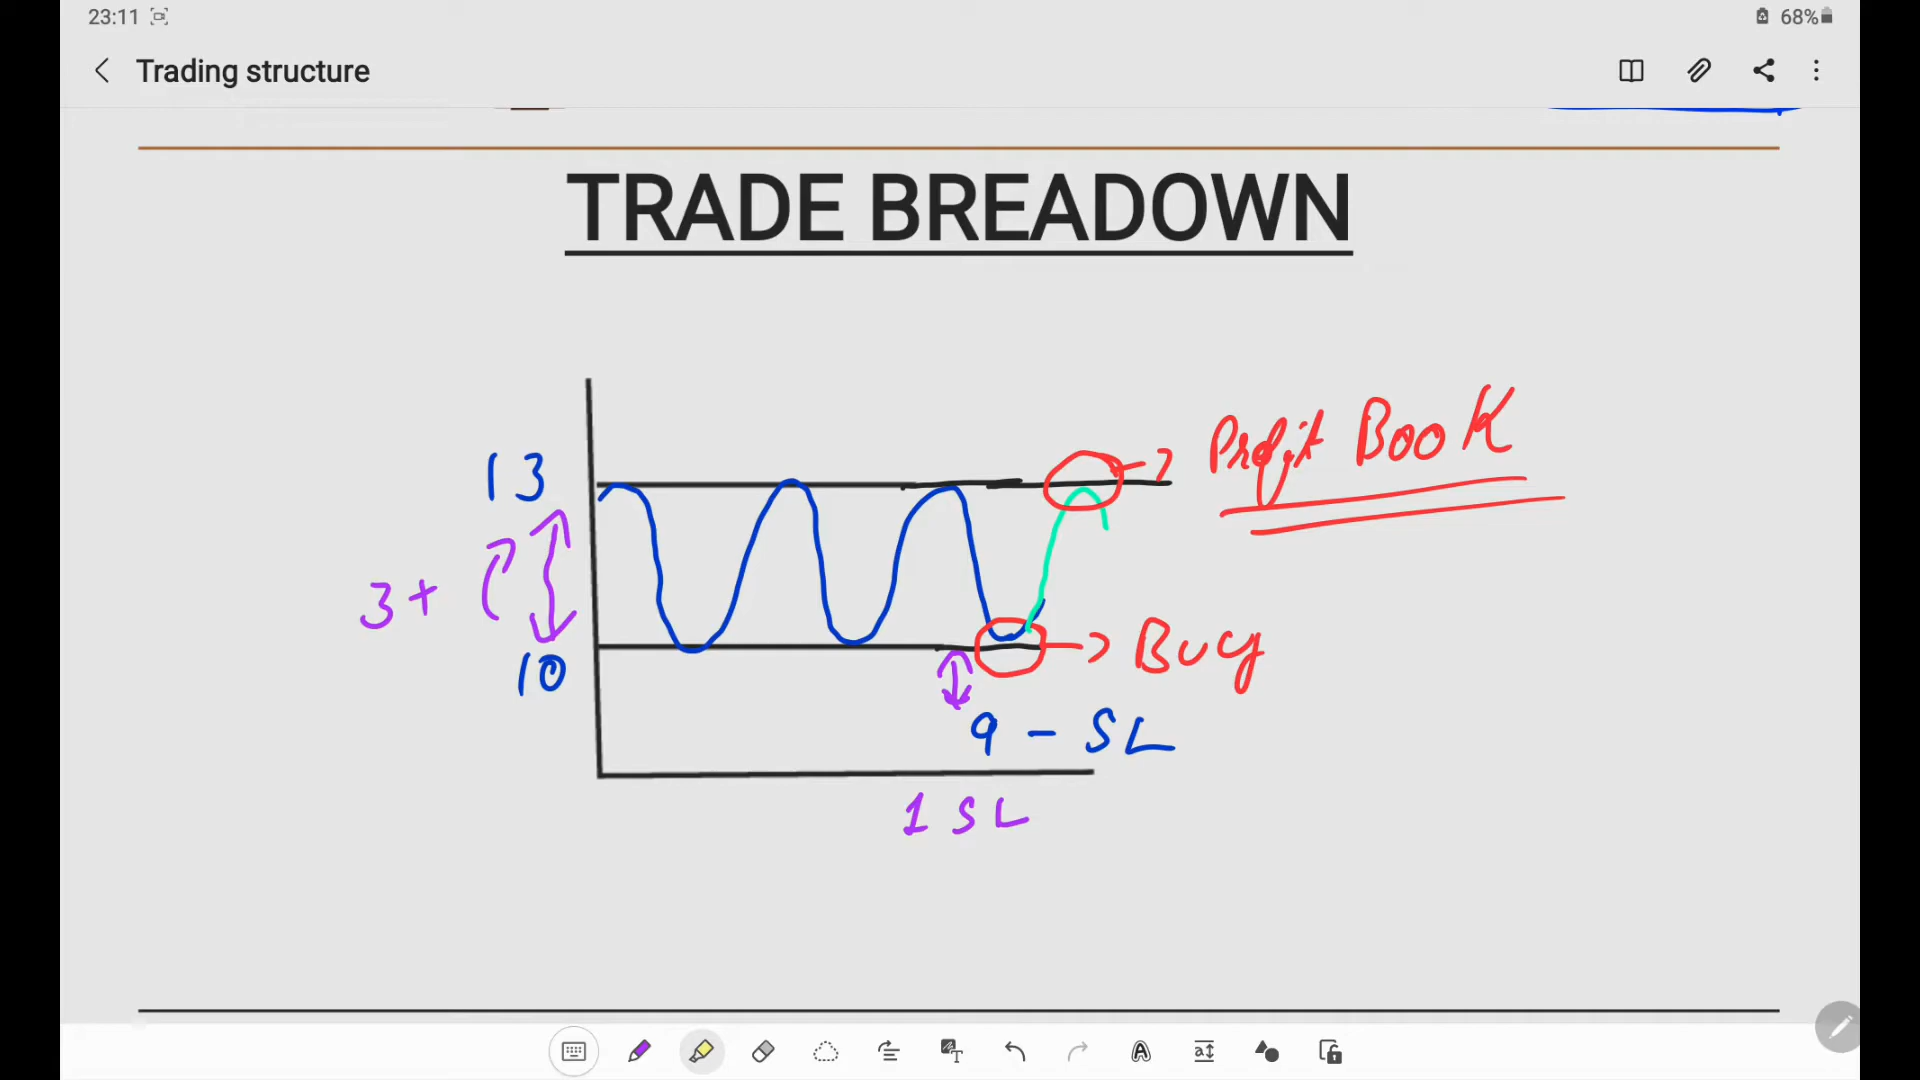 23:11
68%
Trading structure
TRADE BREADOWN
Profit Book
13
3+
10
Buy
9 - SL
1 SL